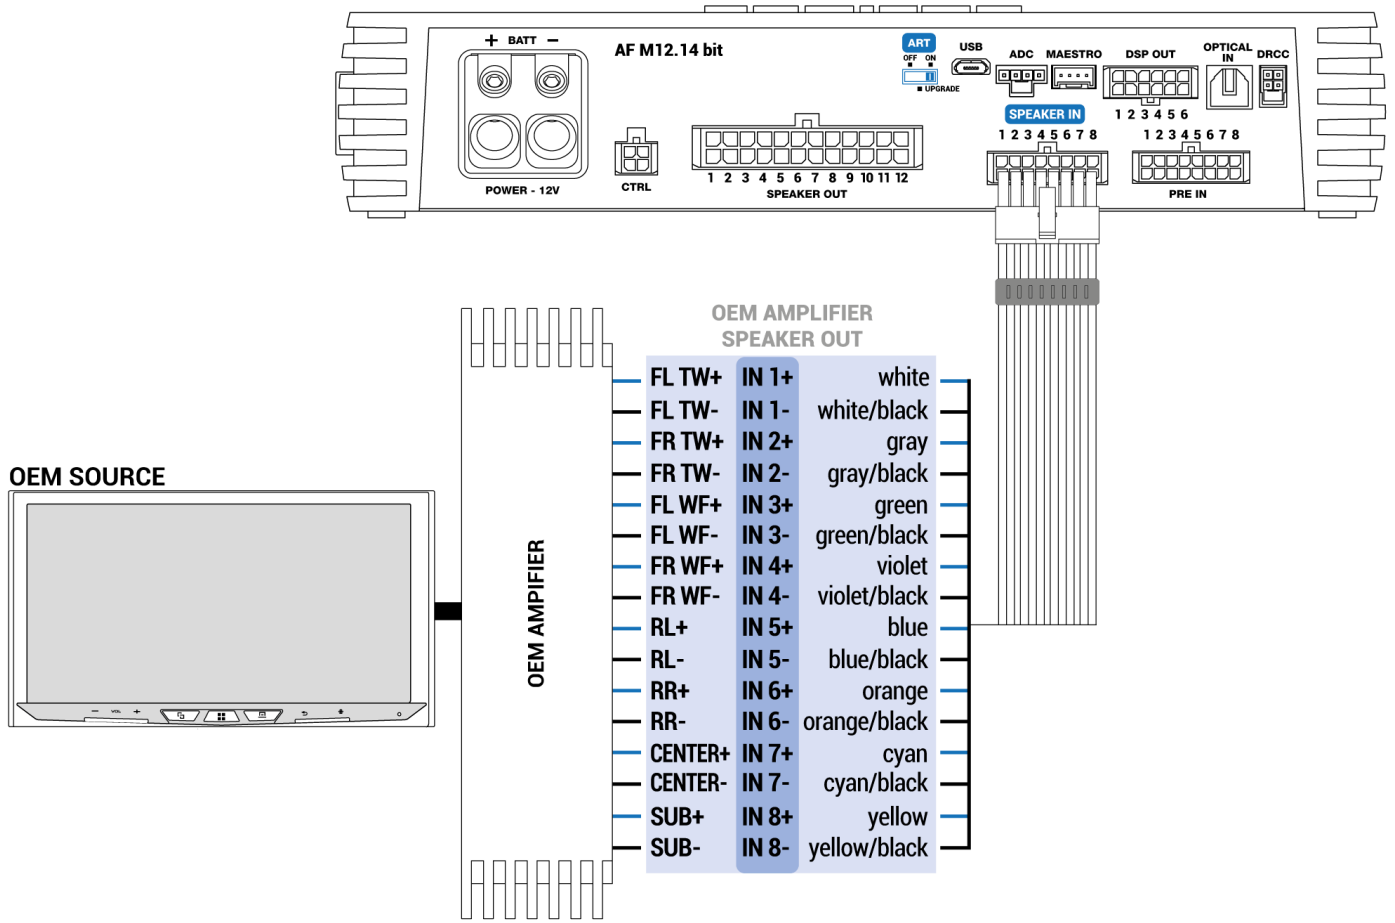 + BATT −
AF M12.14 bit
ART
OFF ON
UPGRADE
USB
ADC
MAESTRO
DSP OUT
OPTICAL
IN
DRCC
1 2 3 4 5 6
SPEAKER IN
1 2 3 4 5 6 7 8
1 2 3 4 5 6 7 8
POWER - 12V
CTRL
1 2 3 4 5 6 7 8 9 10 11 12
SPEAKER OUT
PRE IN
OEM AMPLIFIER
SPEAKER OUT
FL TW+ IN 1+ white
FL TW- IN 1- white/black
FR TW+ IN 2+ gray
FR TW- IN 2- gray/black
FL WF+ IN 3+ green
FL WF- IN 3- green/black
FR WF+ IN 4+ violet
FR WF- IN 4- violet/black
RL+ IN 5+ blue
RL- IN 5- blue/black
RR+ IN 6+ orange
RR- IN 6- orange/black
CENTER+ IN 7+ cyan
CENTER- IN 7- cyan/black
SUB+ IN 8+ yellow
SUB- IN 8- yellow/black
OEM SOURCE
− VOL +
OEM AMPIFIER